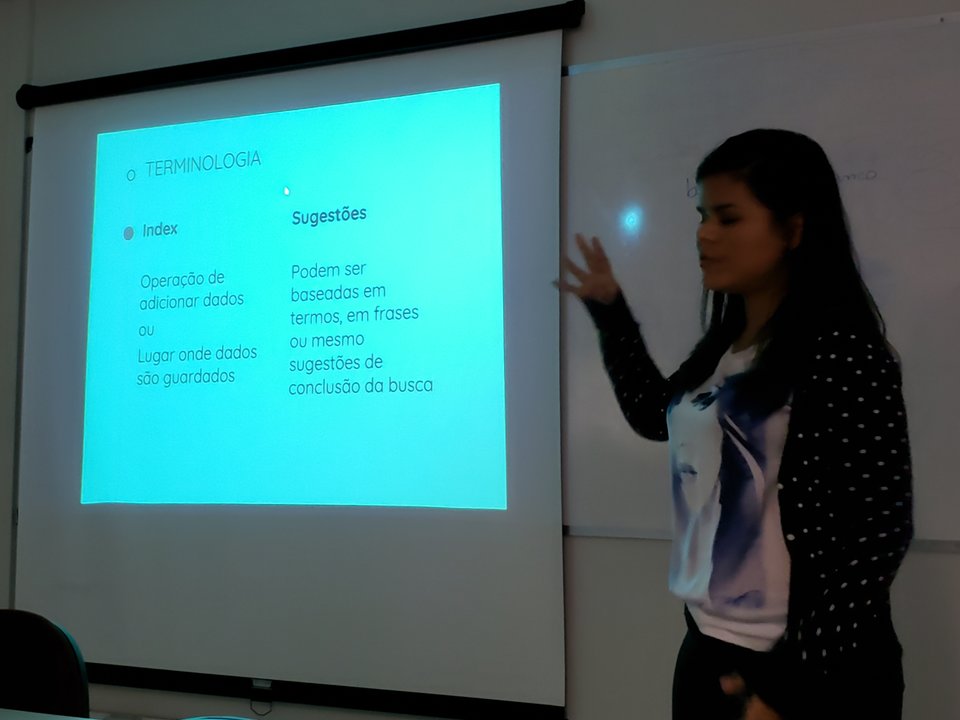 TERMINOLOGIA
Index
Operação de
adicionar dados
ou
Lugar onde dados
são guardados
Sugestões
Podem ser
baseadas em
termos, em frases
ou mesmo
sugestões de
conclusão da busca